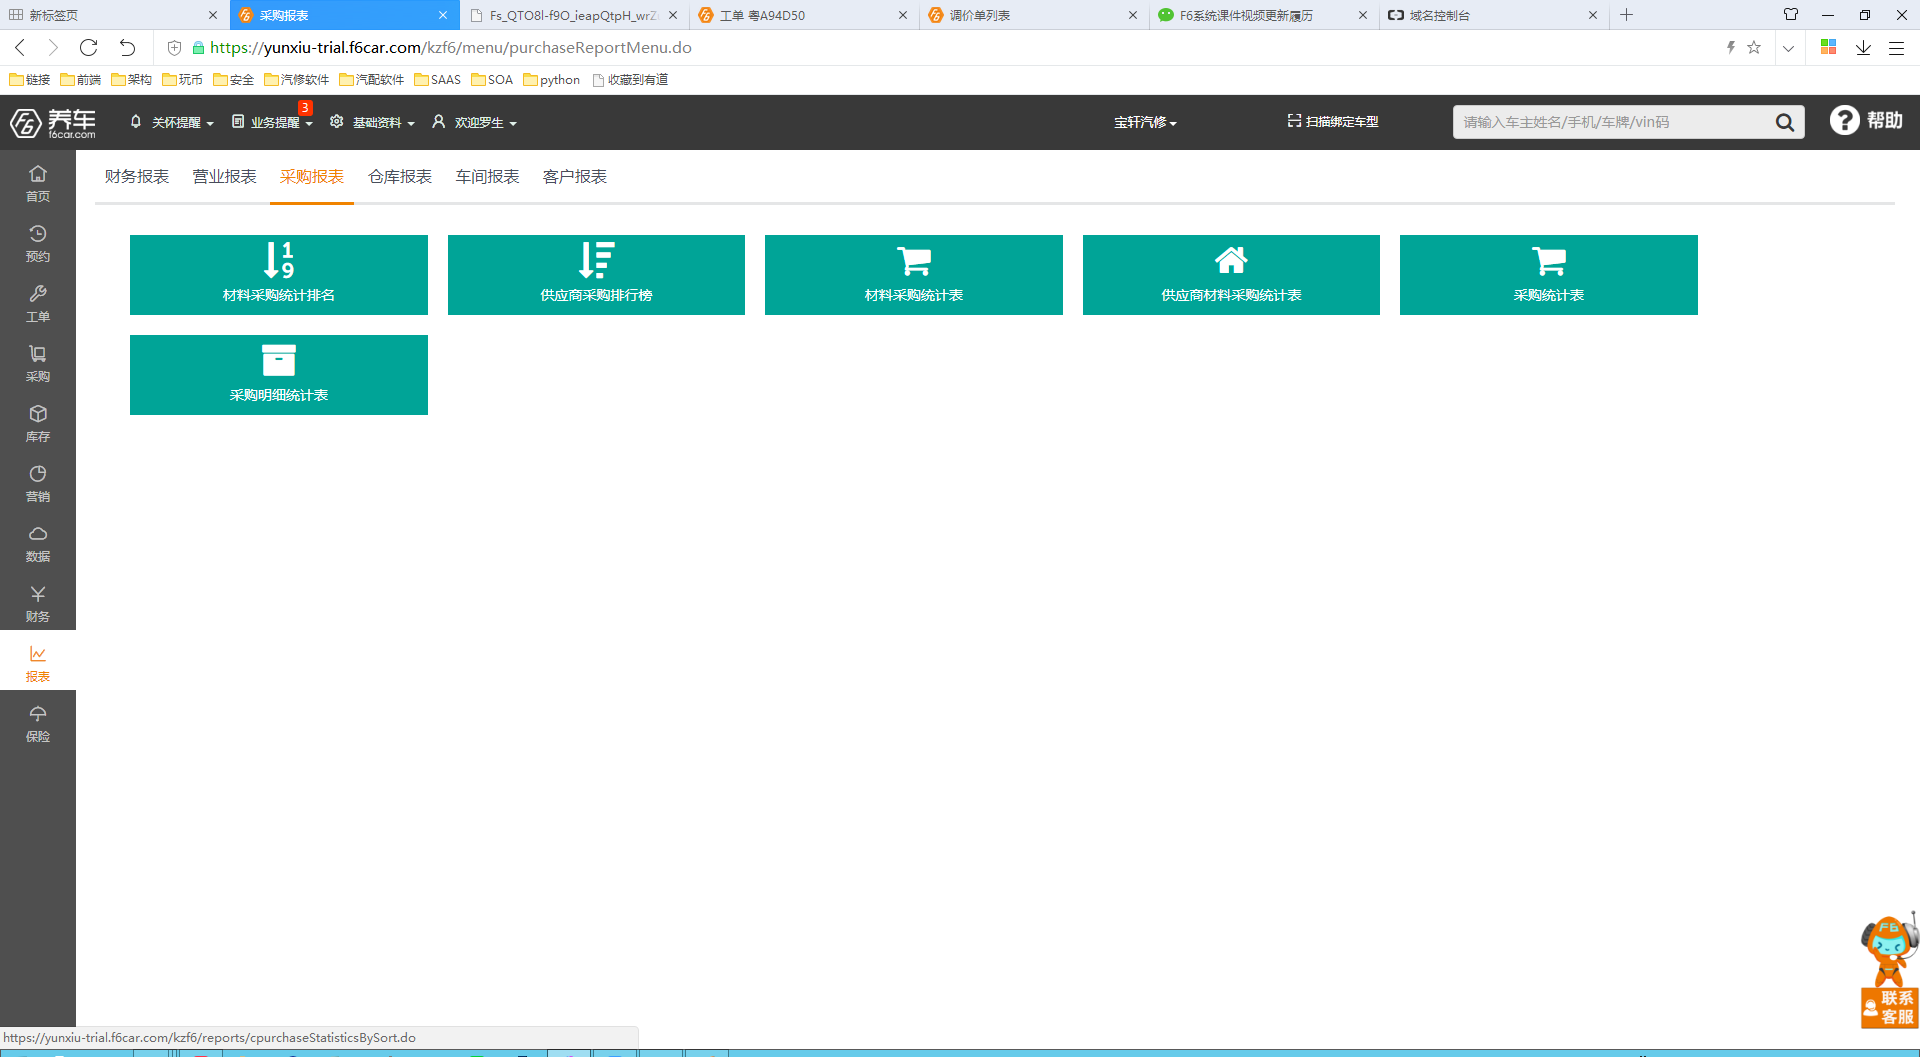 新标签页
采购报表
Fs_QTO8l-f9O_ieapQtpH_wrZ
工单 粤A94D50
调价单列表
F6系统课件视频更新履历
域名控制台
https://yunxiu-trial.f6car.com/kzf6/menu/purchaseReportMenu.do
链接 前端 架构 玩币 安全 汽修软件 汽配软件 SAAS SOA python 收藏到有道
养车
f6car.com
关怀提醒
业务提醒
3
基础资料
欢迎罗生
宝轩汽修
扫描绑定车型
请输入车主姓名/手机/车牌/vin码
帮助
首页
预约
工单
采购
库存
营销
数据
财务
报表
保险
财务报表 营业报表 采购报表 仓库报表 车间报表 客户报表
材料采购统计排名
供应商采购排行榜
材料采购统计表
供应商材料采购统计表
采购统计表
采购明细统计表
F6
联系
客服
https://yunxiu-trial.f6car.com/kzf6/reports/cpurchaseStatisticsBySort.do